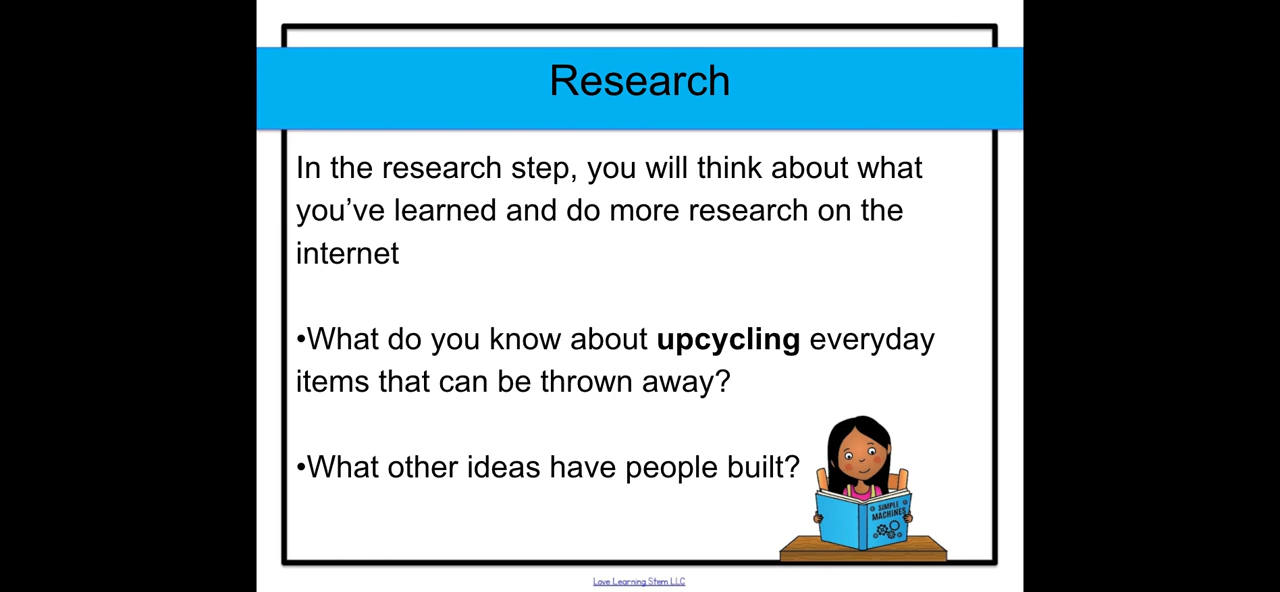 Research
In the research step, you will think about what
you’ve learned and do more research on the
internet
•What do you know about upcycling everyday
items that can be thrown away?
•What other ideas have people built?
SIMPLE
MACHINES
Love Learning Stem LLC